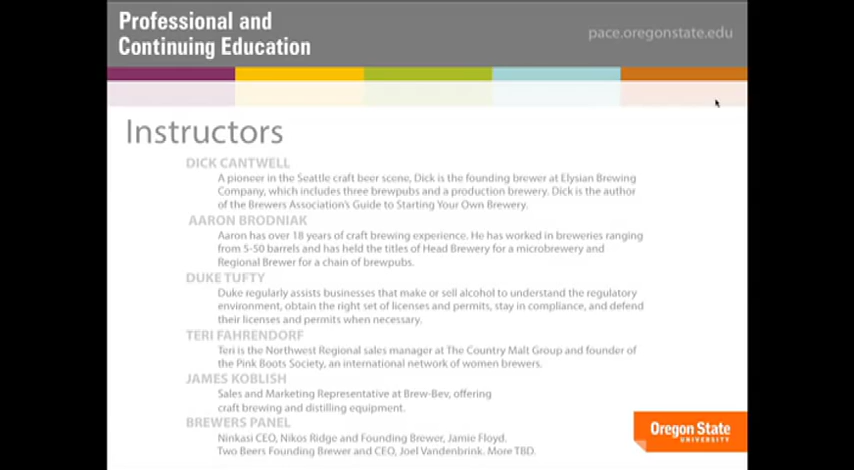 Professional and
Continuing Education
pace.oregonstate.edu
Instructors
DICK CANTWELL
A pioneer in the Seattle craft beer scene, Dick is the founding brewer at Elysian Brewing
Company, which includes three brewpubs and a production brewery. Dick is the author
of the Brewers Association's Guide to Starting Your Own Brewery.
AARON BRODNIAK
Aaron has over 18 years of craft brewing experience. He has worked in breweries ranging
from 5-50 barrels and has held the titles of Head Brewery for a microbrewery and
Regional Brewer for a chain of brewpubs.
DUKE TUFTY
Duke regularly assists businesses that make or sell alcohol to understand the regulatory
environment, obtain the right set of licenses and permits, stay in compliance, and defend
their licenses and permits when necessary.
TERI FAHRENDORF
Teri is the Northwest Regional sales manager at The Country Malt Group and founder of
the Pink Boots Society, an international network of women brewers.
JAMES KOBLISH
Sales and Marketing Representative at Brew-Bev, offering
craft brewing and distilling equipment.
BREWERS PANEL
Ninkasi CEO, Nikos Ridge and Founding Brewer, Jamie Floyd.
Two Beers Founding Brewer and CEO, Joel Vandenbrink. More TBD.
Oregon State
UNIVERSITY